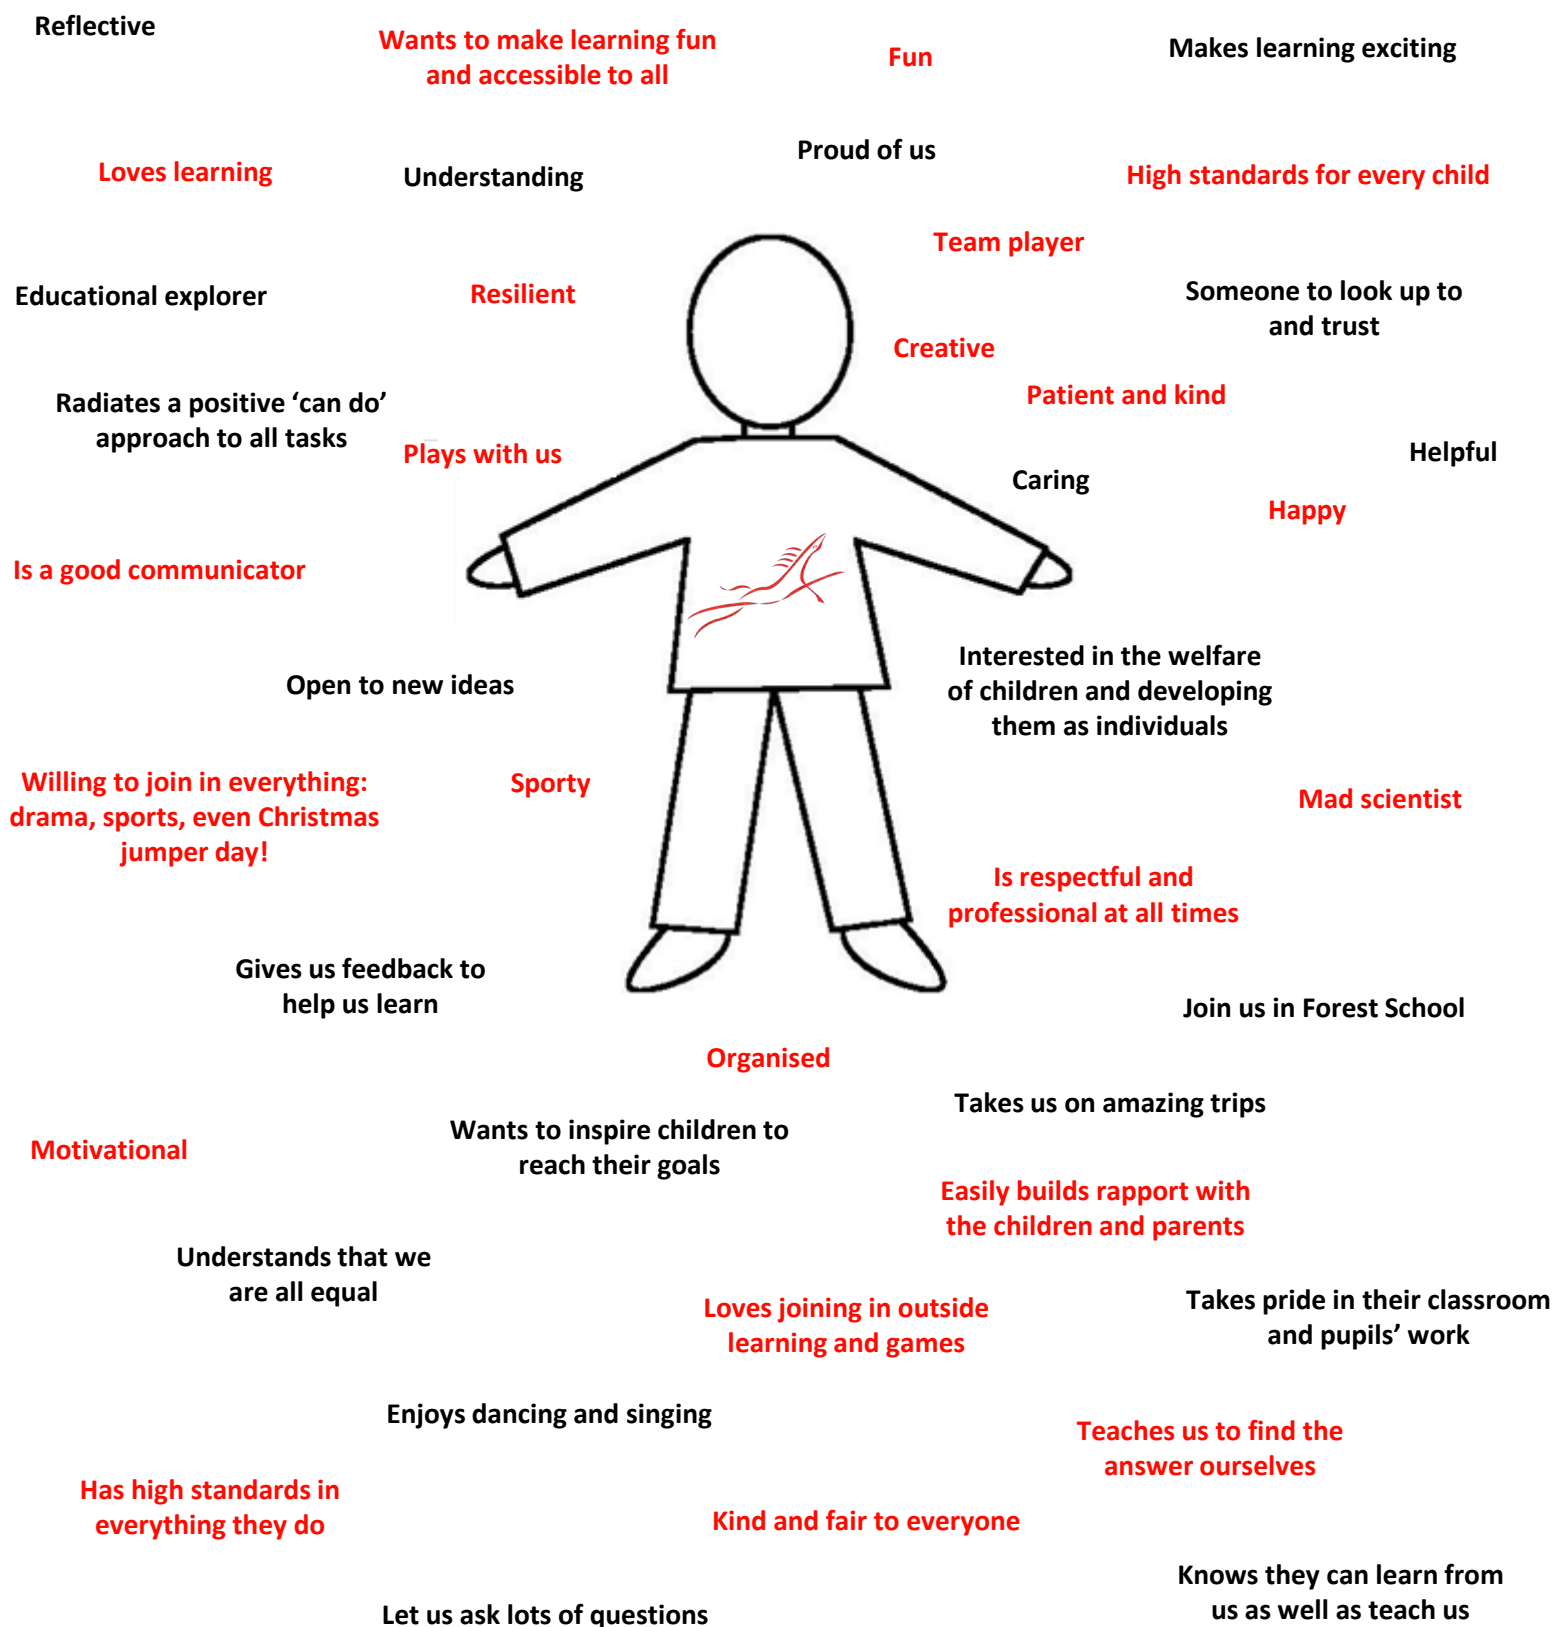 Reflective
Wants to make learning fun
and accessible to all
Fun
Makes learning exciting
Proud of us
Loves learning
Understanding
High standards for every child
Team player
Educational explorer
Resilient
Someone to look up to
and trust
Creative
Patient and kind
Radiates a positive ‘can do’
approach to all tasks
Plays with us
Helpful
Caring
Happy
Is a good communicator
Interested in the welfare
of children and developing
them as individuals
Open to new ideas
Willing to join in everything:
drama, sports, even Christmas
jumper day!
Sporty
Mad scientist
Is respectful and
professional at all times
Gives us feedback to
help us learn
Join us in Forest School
Organised
Takes us on amazing trips
Motivational
Wants to inspire children to
reach their goals
Easily builds rapport with
the children and parents
Understands that we
are all equal
Loves joining in outside
learning and games
Takes pride in their classroom
and pupils’ work
Enjoys dancing and singing
Teaches us to find the
answer ourselves
Has high standards in
everything they do
Kind and fair to everyone
Knows they can learn from
us as well as teach us
Let us ask lots of questions